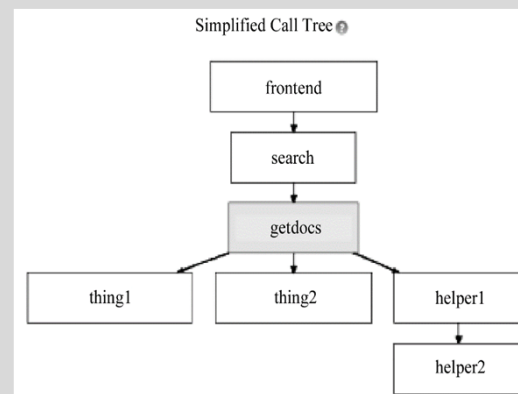 Simplified Call Tree ?
frontend
search
getdocs
thing1 thing2 helper1
helper2